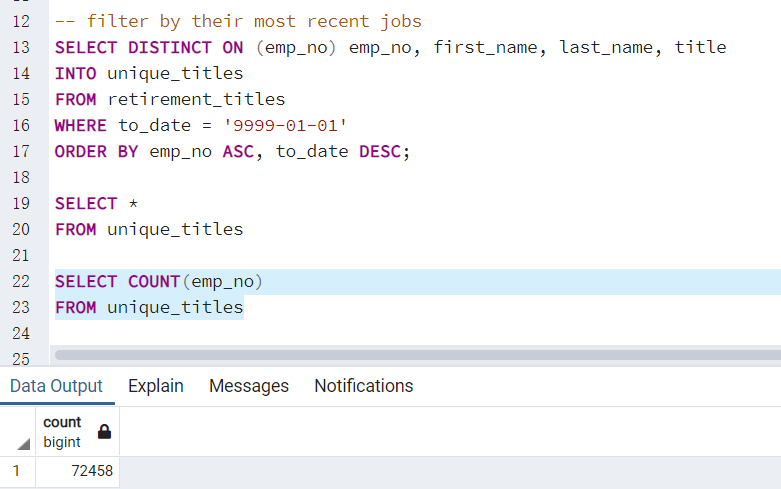 12 -- filter by their most recent jobs
13 SELECT DISTINCT ON (emp_no) emp_no, first_name, last_name, title
14 INTO unique_titles
15 FROM retirement_titles
16 WHERE to_date = '9999-01-01'
17 ORDER BY emp_no ASC, to_date DESC;
18
19 SELECT *
20 FROM unique_titles
21
22 SELECT COUNT(emp_no)
23 FROM unique_titles
24
25
Data Output Explain Messages Notifications
count
bigint
1 72458